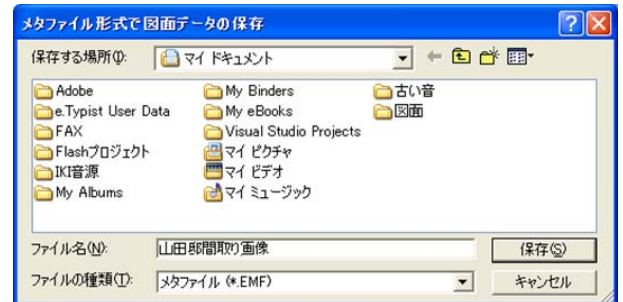 メタファイル形式で図面データの保存
保存する場所(I): マイ ドキュメント
Adobe My Binders 古い音
e.Typist User Data My eBooks 図面
FAX Visual Studio Projects
Flashプロジェクト マイ ピクチャ
IKI音源 マイ ビデオ
My Albums マイ ミュージック
ファイル名(N): 山田邸間取り画像 保存(S)
ファイルの種類(T): メタファイル (*.EMF) キャンセル